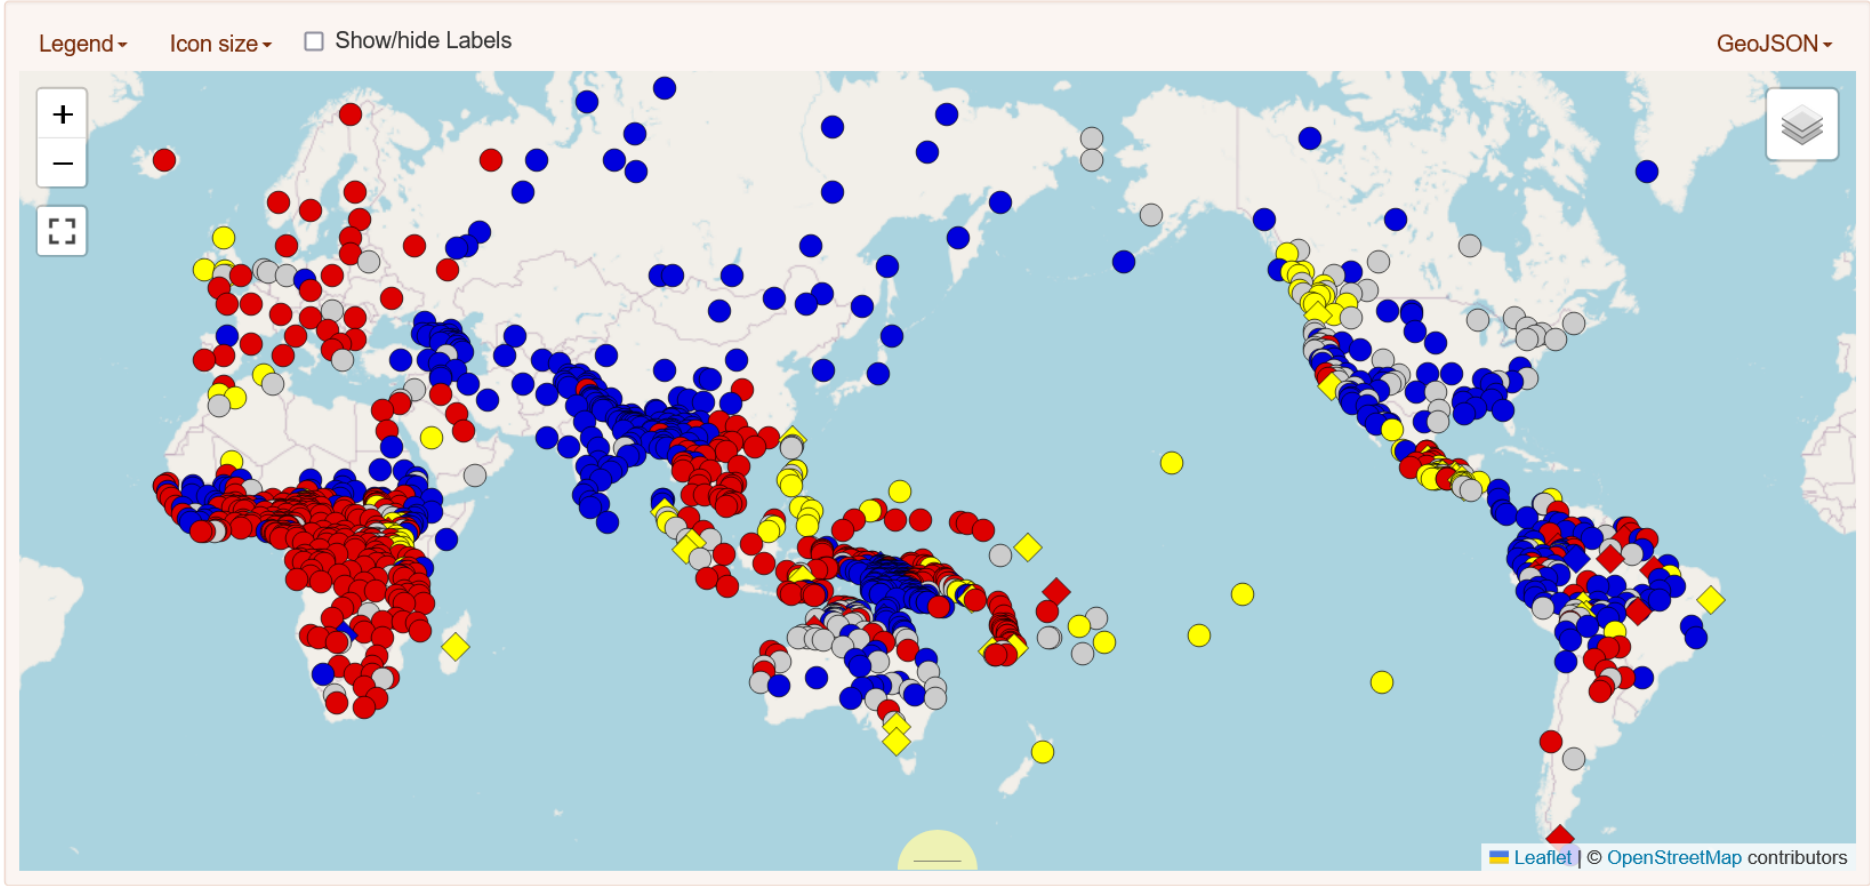 Legend
Icon size
Show/hide Labels
GeoJSON
+
−
Leaflet | © OpenStreetMap contributors